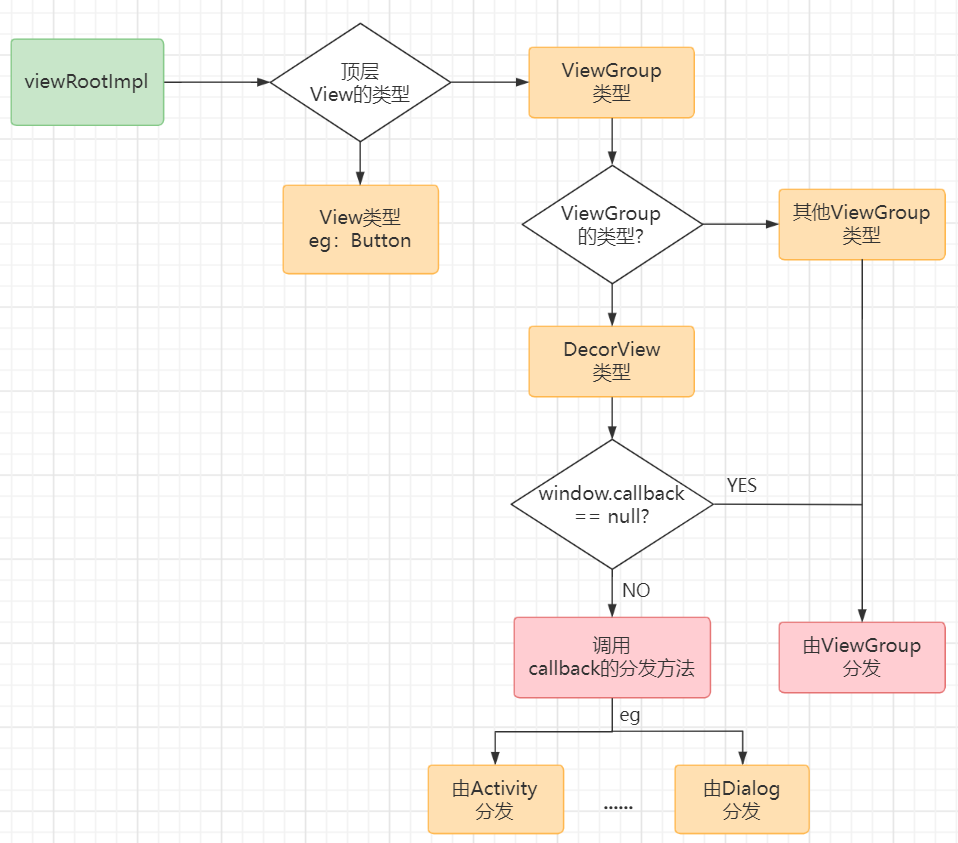 viewRootImpl
顶层
View的类型
ViewGroup
类型
View类型
eg：Button
ViewGroup
的类型？
其他ViewGroup
类型
DecorView
类型
window.callback
== null？
YES
NO
调用
callback的分发方法
由ViewGroup
分发
eg
由Activity
分发
......
由Dialog
分发